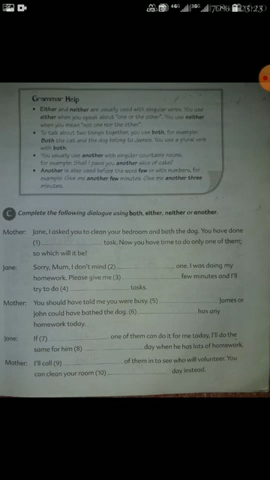 Grammar Help
• Either and neither are usually used with singular verbs. You use
either when you speak about "one or the other". You use neither
when you mean "not one nor the other".
• To talk about two things together, you use both, for example:
Both the cat and the dog belong to James. You use a plural verb
with both.
• You usually use another with singular countable nouns,
for example: Shall I pass you another slice of cake?
• Another is also used before the word few or with numbers, for
example: Give me another few minutes. Give me another three
minutes.
C Complete the following dialogue using both, either, neither or another.
Mother: Jane, I asked you to clean your bedroom and bath the dog. You have done
(1) task. Now you have time to do only one of them;
so which will it be?
Jane: Sorry, Mum, I don't mind (2) one. I was doing my
homework. Please give me (3) few minutes and I'll
try to do (4) tasks.
Mother: You should have told me you were busy. (5) James or
John could have bathed the dog. (6) has any
homework today.
Jane: If (7) one of them can do it for me today, I'll do the
same for him (8) day when he has lots of homework.
Mother: I'll call (9) of them in to see who will volunteer. You
can clean your room (10) day instead.